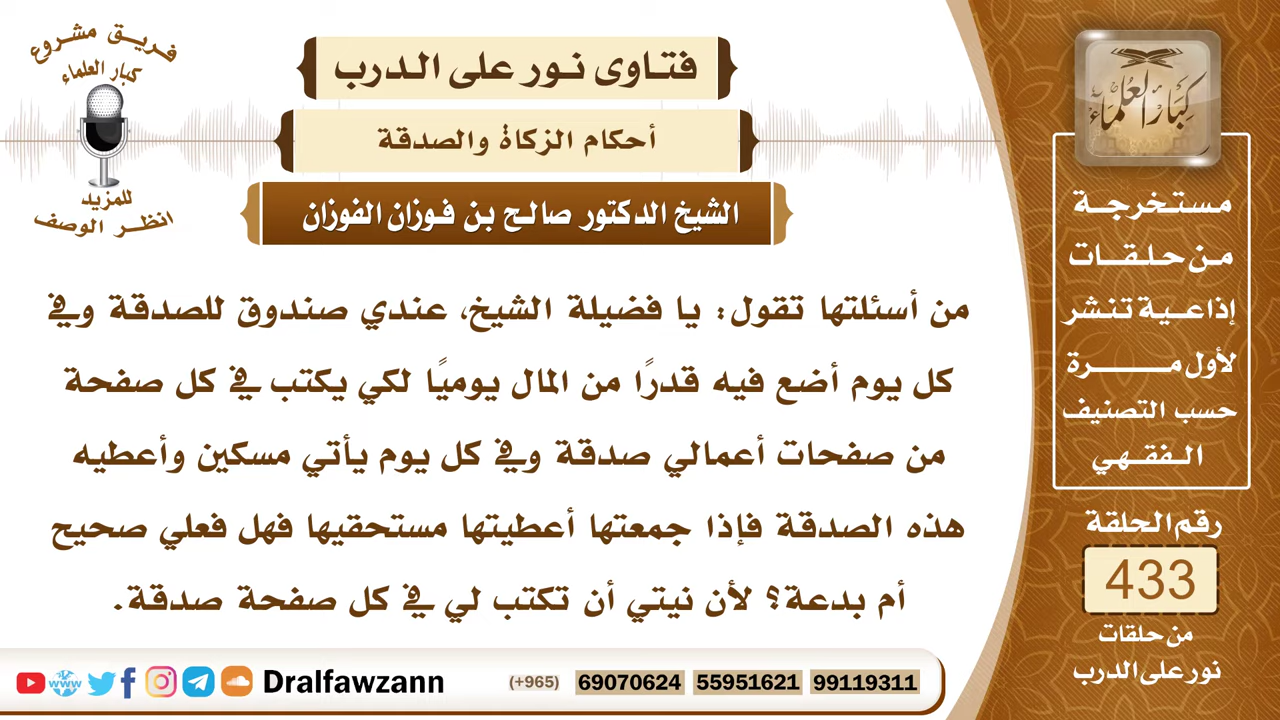 فتاوى نور على الدرب
أحكام الزكاة والصدقة
الشيخ الدكتور صالح بن فوزان الفوزان
فريق مشروع
كبار العلماء
للمزيد
انظر الوصف
كبار العلماء
مستخرجة
من حلقات
إذاعية تنشر
لأول مرة
حسب التصنيف
الفقهي
رقم الحلقة
433
من حلقات
نور على الدرب
من أسئلتها تقول: يا فضيلة الشيخ، عندي صندوق للصدقة وفي
كل يوم أضع فيه قدرًا من المال يوميًا لكي يكتب في كل صفحة
من صفحات أعمالي صدقة وفي كل يوم يأتي مسكين وأعطيه
هذه الصدقة فإذا جمعتها أعطيتها مستحقيها فهل فعلي صحيح
أم بدعة؟ لأن نيتي أن تكتب لي في كل صفحة صدقة.
www Dralfawzann (+965) 69070624 55951621 99119311